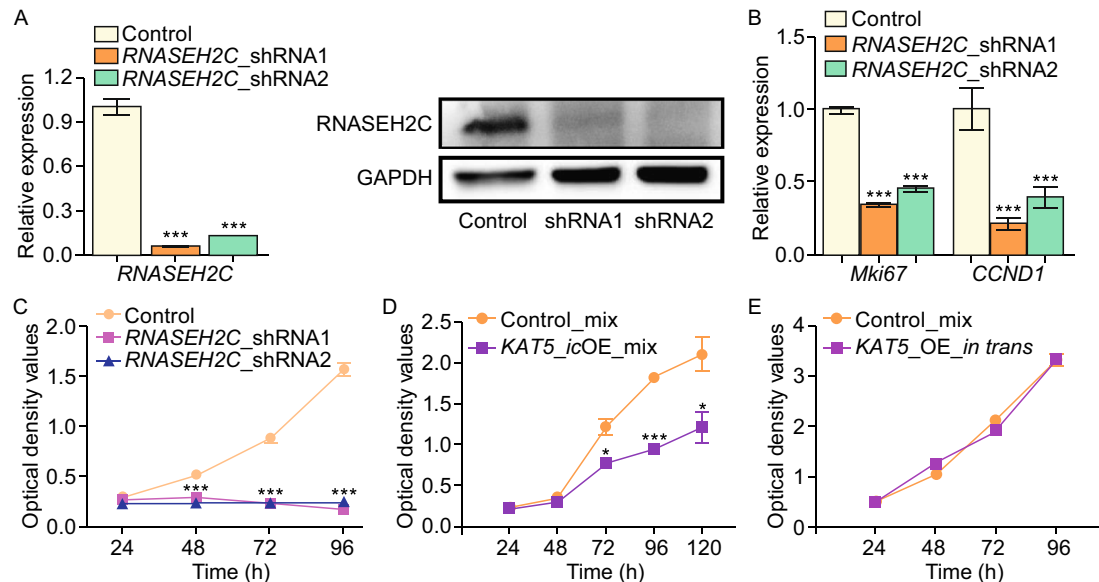 A
Control
RNASEH2C_shRNA1
RNASEH2C_shRNA2
Relative expression
1.2
0.9
0.6
0.3
0.0
***
***
RNASEH2C
RNASEH2C
GAPDH
Control shRNA1 shRNA2
B
Control
RNASEH2C_shRNA1
RNASEH2C_shRNA2
Relative expression
1.5
1.0
0.5
0.0
***
***
***
***
Mki67 CCND1
C
Control
RNASEH2C_shRNA1
RNASEH2C_shRNA2
Optical density values
2.0
1.5
1.0
0.5
0.0
*** *** ***
24 48 72 96
Time (h)
D
Control_mix
KAT5_icOE_mix
Optical density values
2.5
2.0
1.5
1.0
0.5
0.0
* *** *
24 48 72 96 120
Time (h)
E
Control_mix
KAT5_OE_in trans
Optical density values
4
3
2
1
0
24 48 72 96
Time (h)